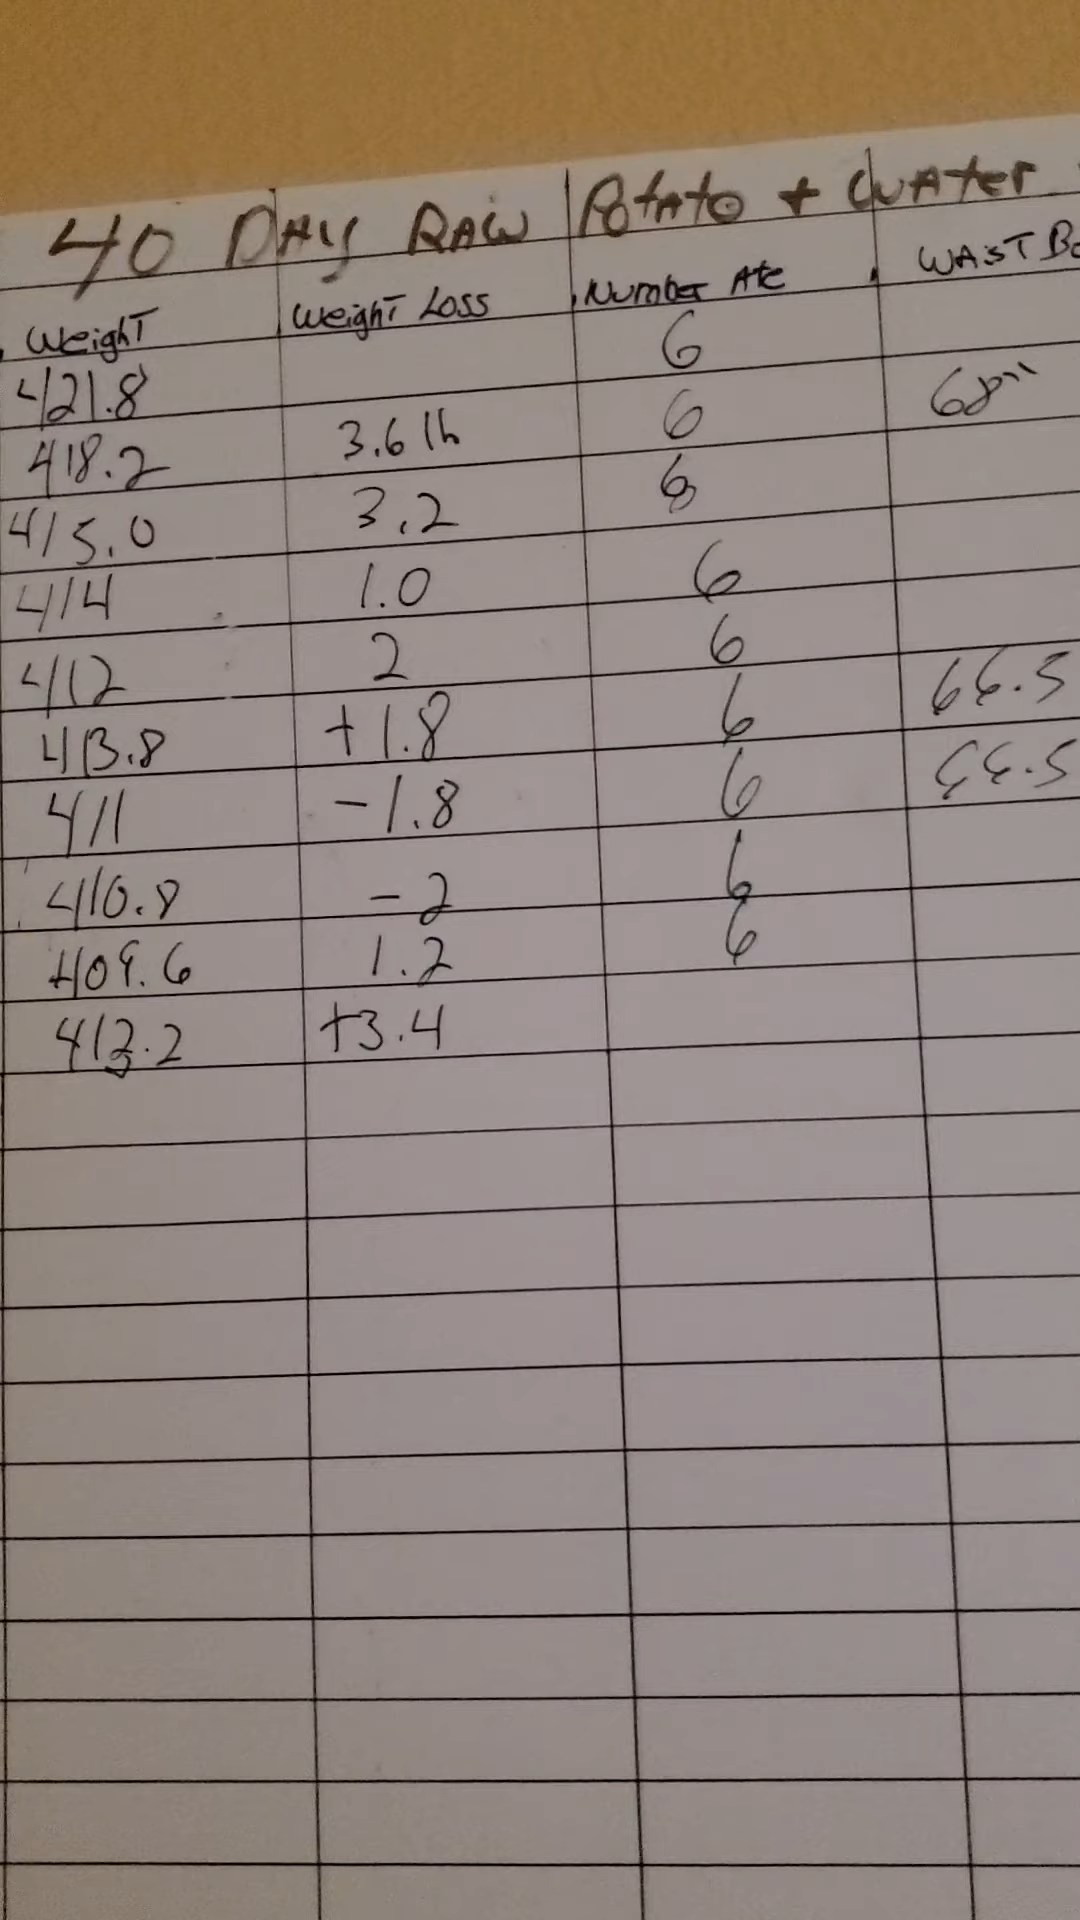 40 DAY RAW POTATO + WATER
Weight Weight Loss Number Ate WAIST
421.8 6
418.2 3.6 lb 6 68"
415.0 3.2 6
414 1.0 6
412 2 6
413.8 +1.8 6 66.5
411 -1.8 6 66.5
410.8 -2 6
409.6 1.2 6
413.2 +3.4